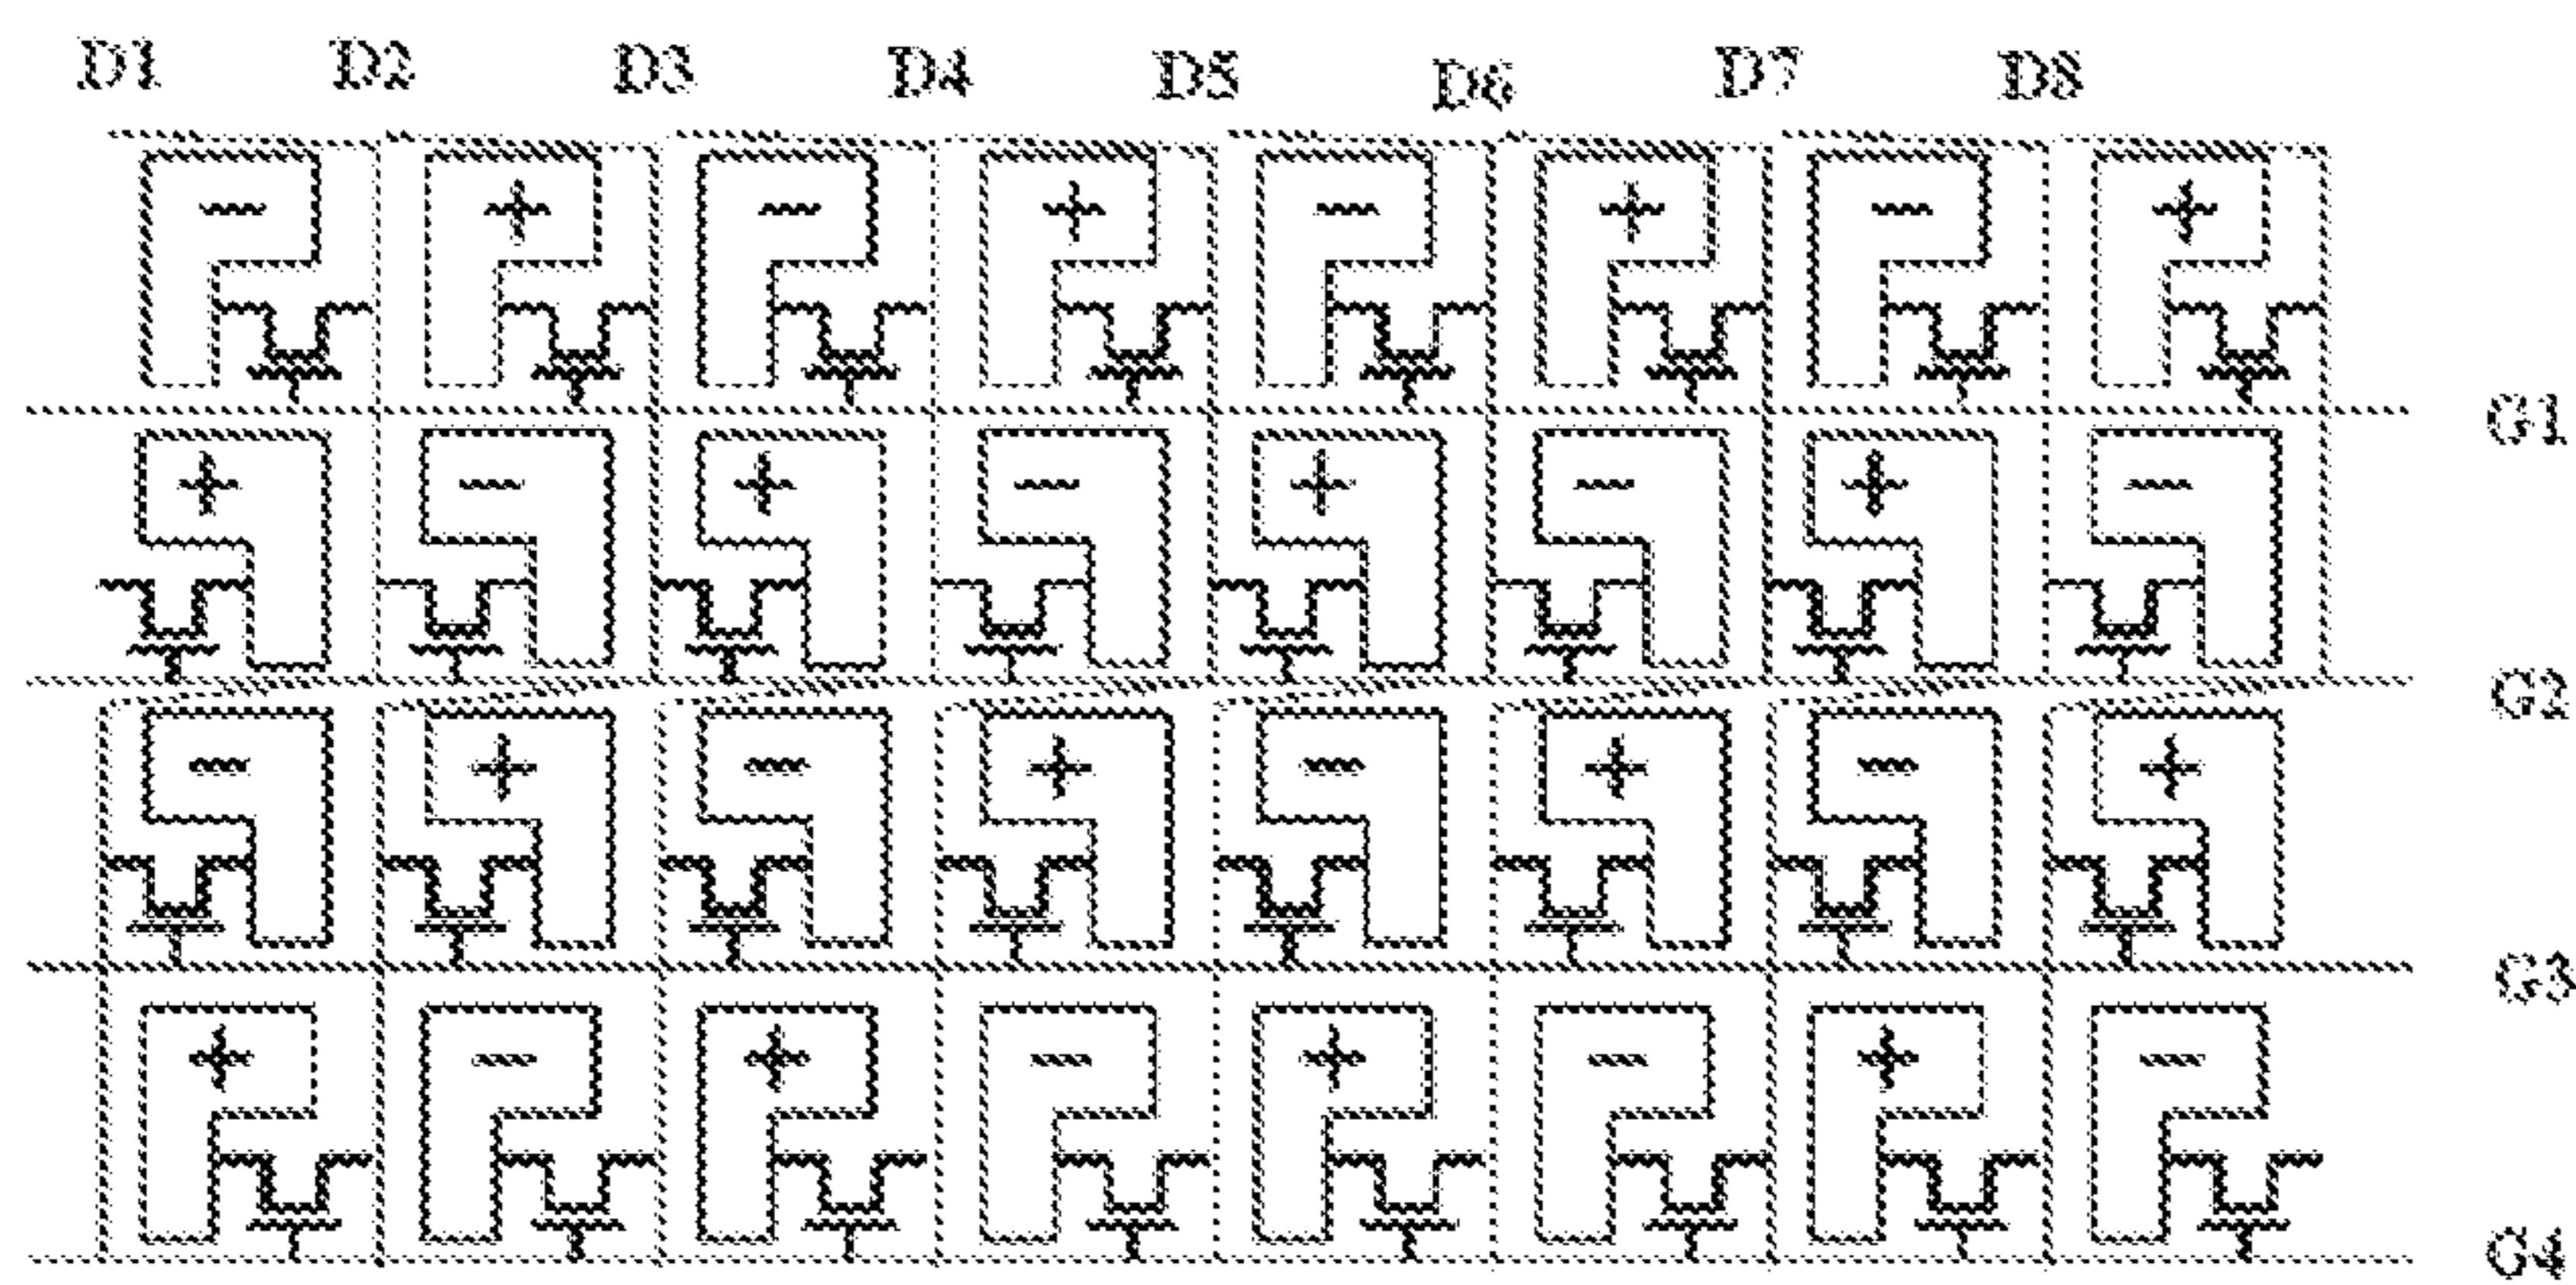 D1 D2 D3 D4 D5 D6 D7 D8
− + − + − + − +
G1
+ − + − + − + −
G2
− + − + − + − +
G3
+ − + − + − + −
G4